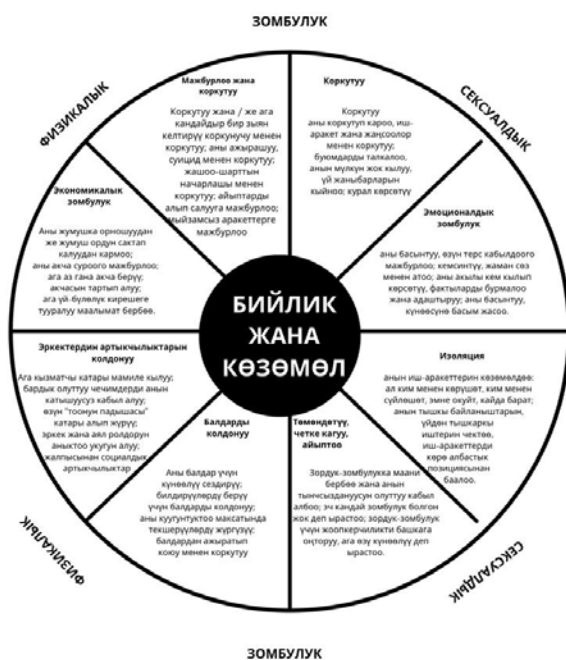 ЗОМБУЛУК
ФИЗИКАЛЫК
СЕКСУАЛДЫК
Мажбурлоо жана
коркутуу
Коркутуу жана / же ага
кандайдыр бир зыян
келтирүү коркунучу менен
коркутуу; аны ажырашуу,
суицид менен коркутуу;
жашоо-шарттын
начарлашы менен
коркутуу; айыптарды
алып салууга мажбурлоо;
мыйзамсыз аракеттерге
мажбурлоо
Коркутуу
Коркутуу
аны коркутуп кароо, иш-
аракет жана жаңсоолор
менен коркутуу;
буюмдарды талкалоо,
анын мүлкүн жок кылуу,
үй жаныбарларын
кыйноо; курал көрсөтүү
Экономикалык
зомбулук
Аны жумушка орношуудан
же жумуш ордун сактап
калуудан кармоо;
аны акча суроого мажбурлоо;
ага аз гана акча берүү;
акчасын тартып алуу;
ага үй-бүлөлүк кирешеге
тууралуу маалымат бербөө.
Эмоционалдык
зомбулук
аны басынтуу, өзүн терс кабылдоого
мажбурлоо; кемсинтүү, жаман сөз
менен атоо; аны акылы кем кылып
көрсөтүү, фактыларды бурмалоо
жана адаштыруу; аны басынтуу,
күнөөсүнө басым жасоо.
БИЙЛИК
ЖАНА
КӨЗӨМӨЛ
Эркектердин артыкчылыктарын
колдонуу
Ага кызматчы катары мамиле кылуу;
бардык олуттуу чечимдерди анын
катышуусуз кабыл алуу;
өзүн "тоонун падышасы"
катары алып жүрүү;
эркек жана аял ролдорун
аныктоо укугун алуу;
жалпысынан социалдык
артыкчылыктар
Изоляция
анын иш-аракеттерин көзөмөлдөө:
ал ким менен көрүшөт, ким менен
сүйлөшөт, эмне окуйт, кайда барат;
анын тышкы байланыштарын,
үйдөн тышкаркы
иштерин чектөө,
иш-аракеттерди
көрө албастык
позициясынан
баалоо.
Балдарды
колдонуу
Аны балдар үчүн
күнөөлүү сездирүү;
билдирүүлөрдү берүү
үчүн балдарды колдонуу;
аны куугунтуктоо максатында
текшерүүлөрдү жүргүзүү;
балдардан ажыратып
коюу менен коркутуу
Төмөндөтүү,
четке кагуу,
айыптоо
Зордук-зомбулукка маани
бербөө жана анын
тынчсыздануусун олуттуу кабыл
албоо; эч кандай зомбулук болгон
жок деп ырастоо; зордук-зомбулук
үчүн жоопкерчиликти башкага
оңторуу, ага өзү күнөөлүү деп
ырастоо.
ФИЗИКАЛЫК
СЕКСУАЛДЫК
ЗОМБУЛУК